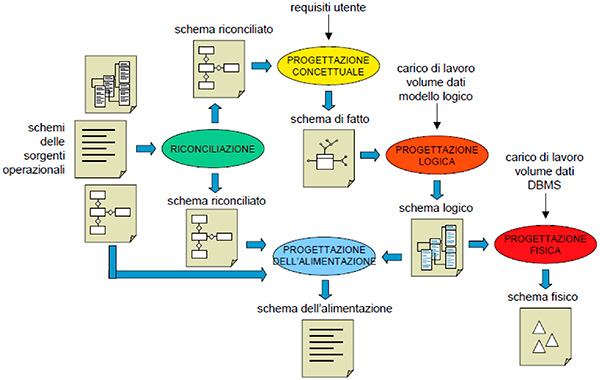 requisiti utente
schema riconciliato
PROGETTAZIONE
CONCETTUALE
carico di lavoro
volume dati
modello logico
schemi
delle
sorgenti
operazionali
RICONCILIAZIONE
schema di fatto
PROGETTAZIONE
LOGICA
carico di lavoro
volume dati
DBMS
schema riconciliato
schema logico
PROGETTAZIONE
DELL'ALIMENTAZIONE
PROGETTAZIONE
FISICA
schema dell'alimentazione
schema fisico